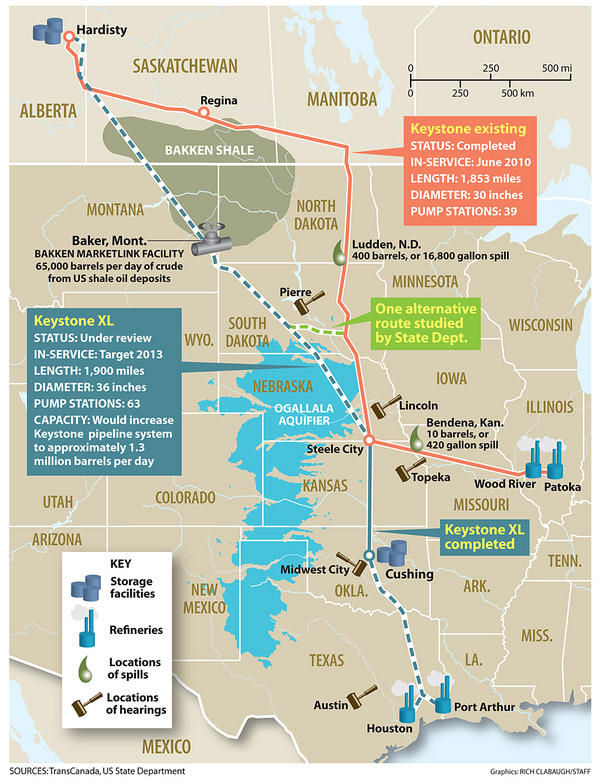 Hardisty
ONTARIO
SASKATCHEWAN
0 250 500 mi
0 250 500 km
ALBERTA
Regina
MANITOBA
Keystone existing
STATUS: Completed
IN-SERVICE: June 2010
LENGTH: 1,853 miles
DIAMETER: 30 inches
PUMP STATIONS: 39
BAKKEN SHALE
MONTANA
NORTH
DAKOTA
Baker, Mont.
BAKKEN MARKETLINK FACILITY
65,000 barrels per day of crude
from US shale oil deposits
Ludden, N.D.
400 barrels, or 16,800 gallon spill
MINNESOTA
Pierre
One alternative
route studied
by State Dept.
WISCONSIN
Keystone XL
STATUS: Under review
IN-SERVICE: Target 2013
LENGTH: 1,900 miles
DIAMETER: 36 inches
PUMP STATIONS: 63
CAPACITY: Would increase
Keystone pipeline system
to approximately 1.3
million barrels per day
WYO.
SOUTH
DAKOTA
NEBRASKA
IOWA
OGALLALA
AQUIFIER
Lincoln
ILLINOIS
Bendena, Kan.
10 barrels, or
420 gallon spill
Steele City
Topeka
Wood River
Patoka
KANSAS
UTAH
COLORADO
MISSOURI
Keystone XL
completed
ARIZONA
KEY
Storage
facilities
Refineries
Locations
of spills
Locations
of hearings
NEW
MEXICO
Midwest City
Cushing
OKLA.
TENN.
ARK.
MISS.
TEXAS
LA.
Austin
Houston
Port Arthur
MEXICO
SOURCES: TransCanada, US State Department
Graphics: RICH CLABAUGH/STAFF